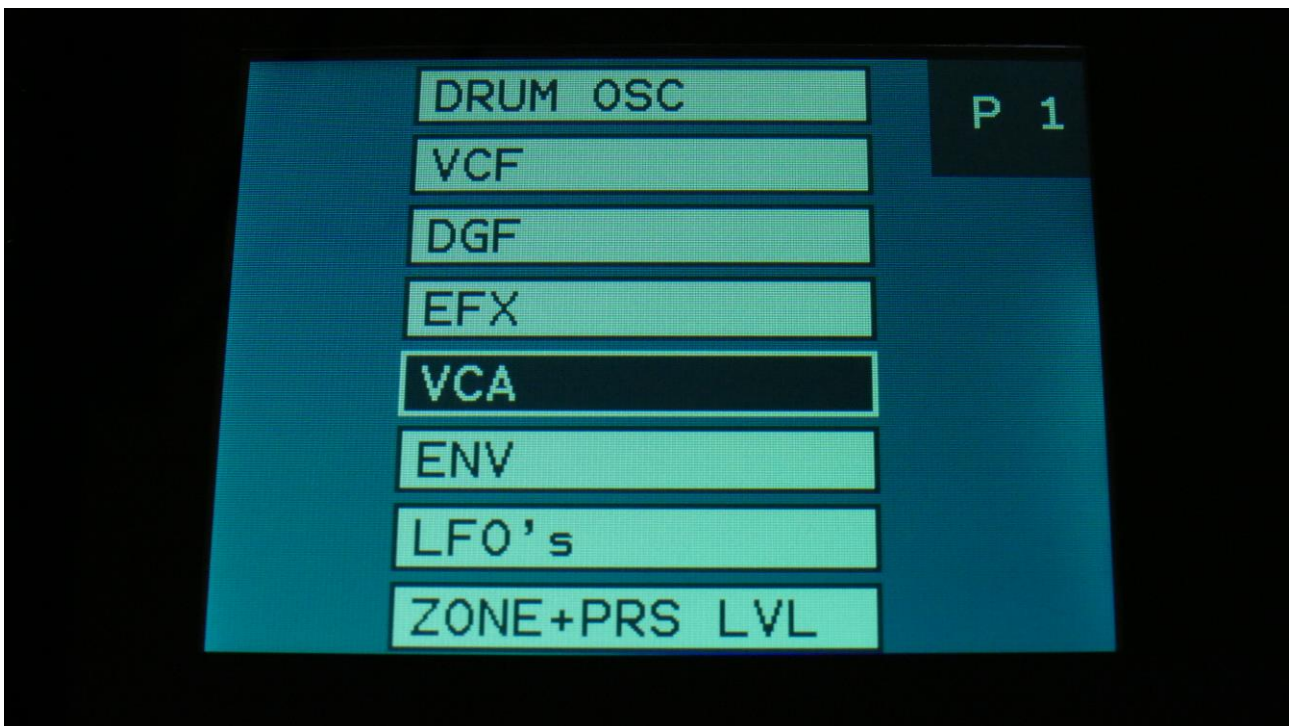 DRUM OSC
P 1
VCF
DGF
EFX
VCA
ENV
LFO's
ZONE+PRS LVL